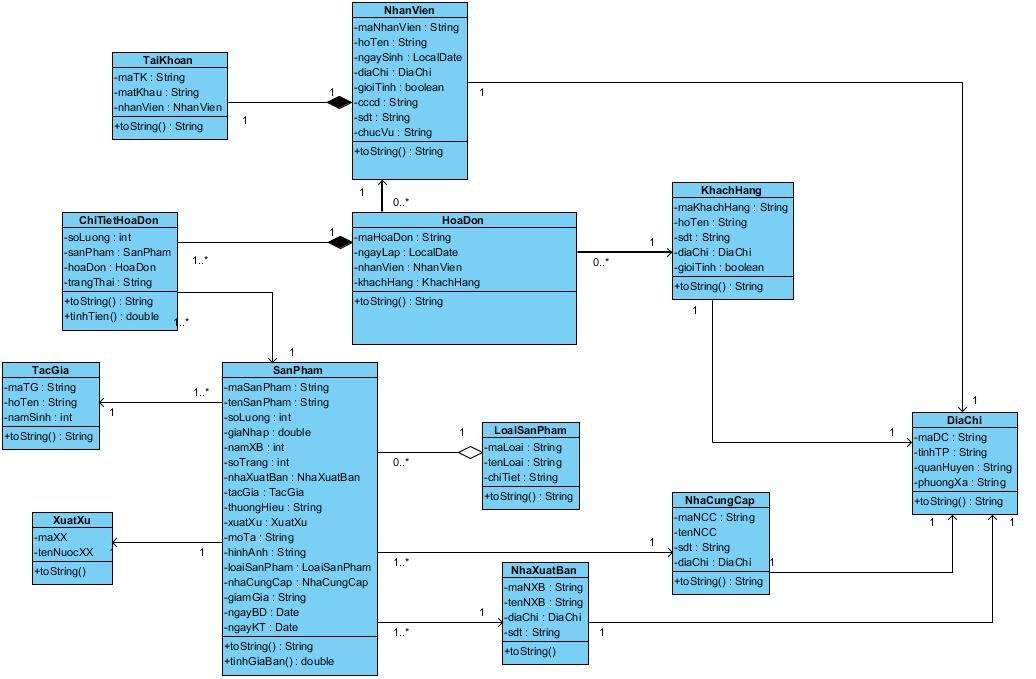 NhanVien
-maNhanVien : String
-hoTen : String
-ngaySinh : LocalDate
-diaChi : DiaChi
-gioiTinh : boolean
-cccd : String
-sdt : String
-chucVu : String
+toString() : String
TaiKhoan
-maTK : String
-matKhau : String
-nhanVien : NhanVien
+toString() : String
1
1
1
1
0..*
ChiTietHoaDon
-soLuong : int
-sanPham : SanPham
-hoaDon : HoaDon
-trangThai : String
+toString() : String
+tinhTien() : double
1
1..*
1..*
1
HoaDon
-maHoaDon : String
-ngayLap : LocalDate
-nhanVien : NhanVien
-khachHang : KhachHang
+toString() : String
1
0..*
KhachHang
-maKhachHang : String
-hoTen : String
-sdt : String
-diaChi : DiaChi
-gioiTinh : boolean
+toString() : String
1
1
1
TacGia
-maTG : String
-hoTen : String
-namSinh : int
+toString() : String
1..*
1
SanPham
-maSanPham : String
-tenSanPham : String
-soLuong : int
-giaNhap : double
-namXB : int
-soTrang : int
-nhaXuatBan : NhaXuatBan
-tacGia : TacGia
-thuongHieu : String
-xuatXu : XuatXu
-moTa : String
-hinhAnh : String
-loaiSanPham : LoaiSanPham
-nhaCungCap : NhaCungCap
-giamGia : String
-ngayBD : Date
-ngayKT : Date
+toString() : String
+tinhGiaBan() : double
1
0..*
LoaiSanPham
-maLoai : String
-tenLoai : String
-chiTiet : String
+toString() : String
DiaChi
-maDC : String
-tinhTP : String
-quanHuyen : String
-phuongXa : String
+toString() : String
1
1
XuatXu
-maXX
-tenNuocXX
+toString()
1
NhaCungCap
-maNCC : String
-tenNCC
-sdt : String
-diaChi : DiaChi
+toString() : String
1
1..*
1
NhaXuatBan
-maNXB : String
-tenNXB : String
-diaChi : DiaChi
-sdt : String
+toString()
1
1..*
1